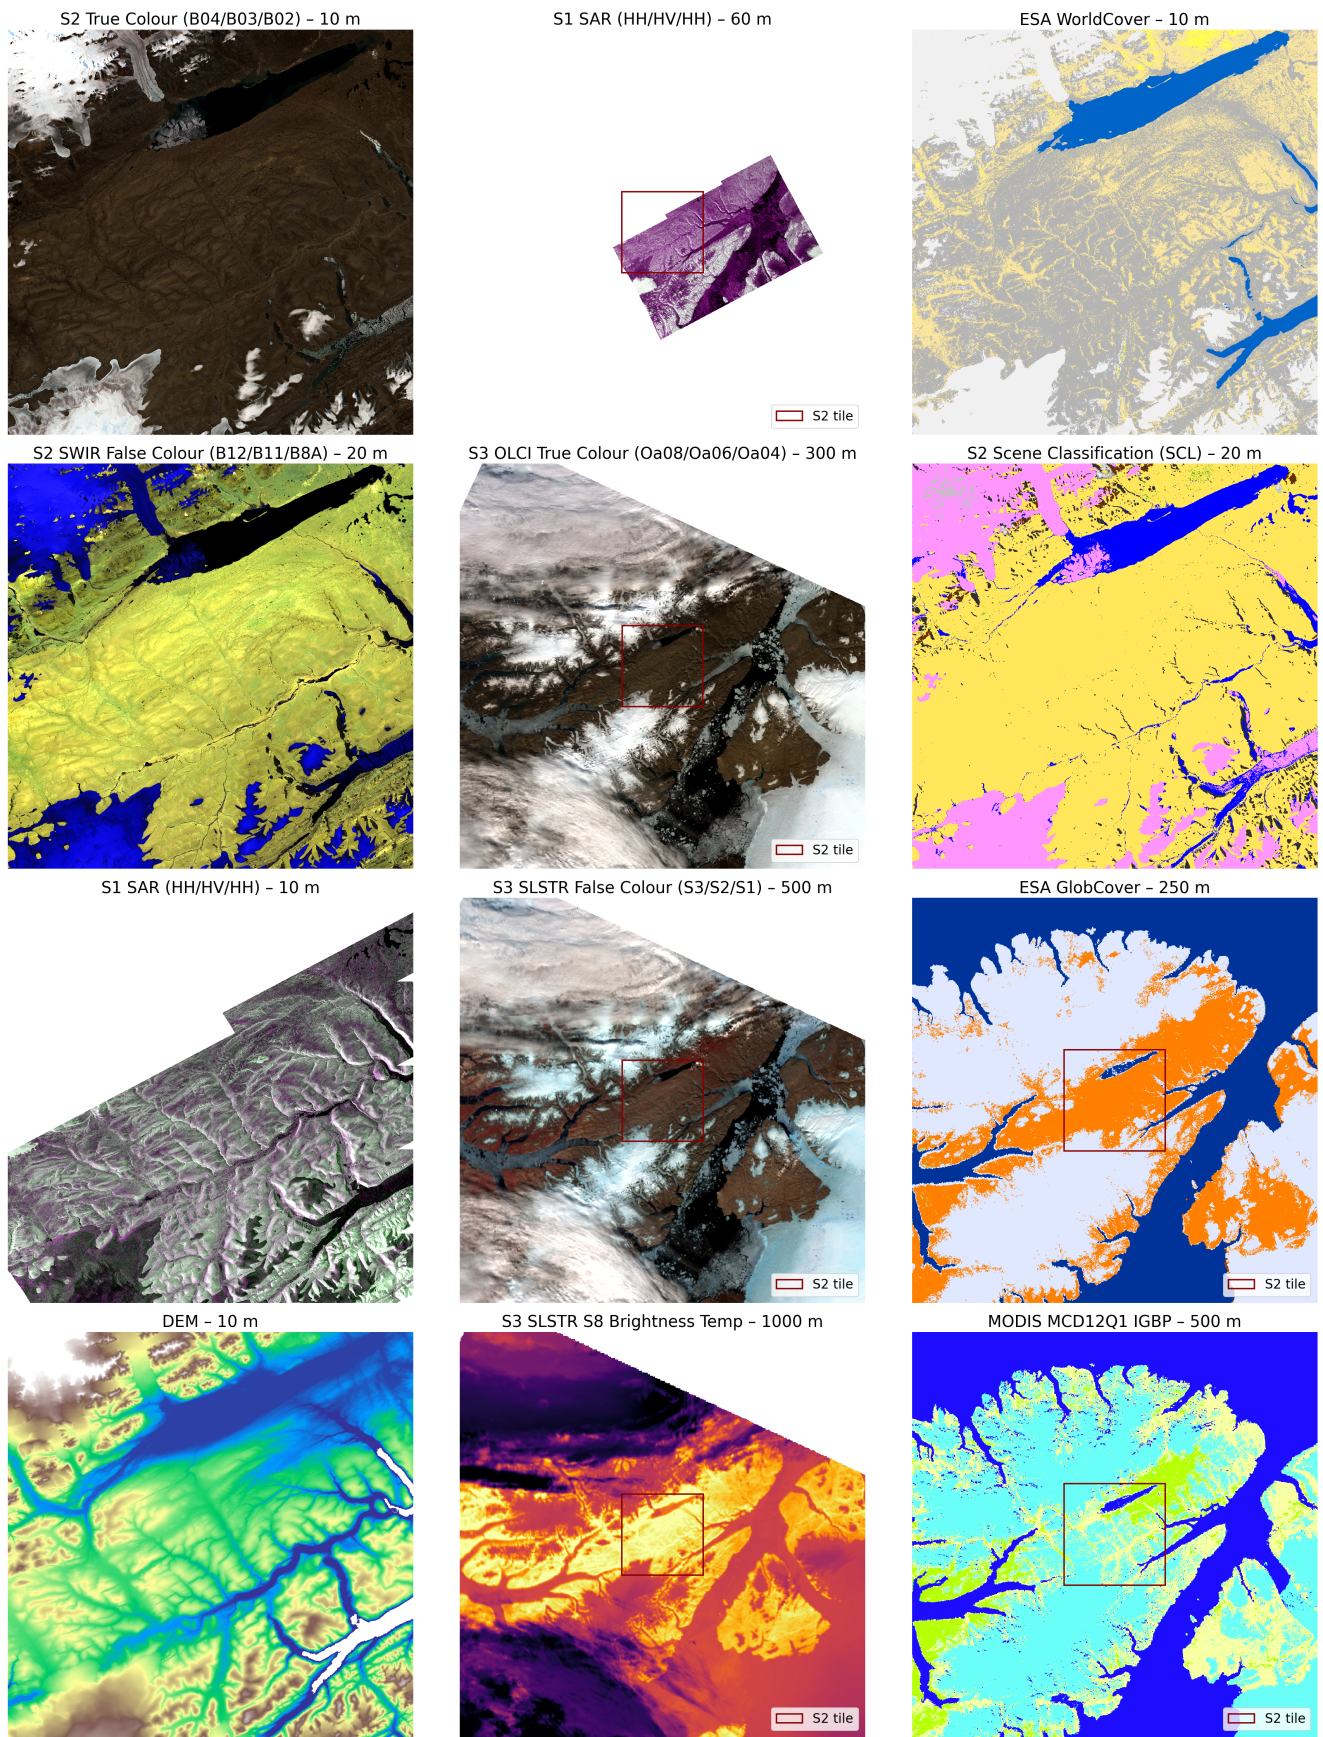 S2 True Colour (B04/B03/B02) – 10 m
S1 SAR (HH/HV/HH) – 60 m
ESA WorldCover – 10 m
S2 tile
S2 SWIR False Colour (B12/B11/B8A) – 20 m
S3 OLCI True Colour (Oa08/Oa06/Oa04) – 300 m
S2 Scene Classification (SCL) – 20 m
S2 tile
S1 SAR (HH/HV/HH) – 10 m
S3 SLSTR False Colour (S3/S2/S1) – 500 m
ESA GlobCover – 250 m
S2 tile
S2 tile
DEM – 10 m
S3 SLSTR S8 Brightness Temp – 1000 m
MODIS MCD12Q1 IGBP – 500 m
S2 tile
S2 tile